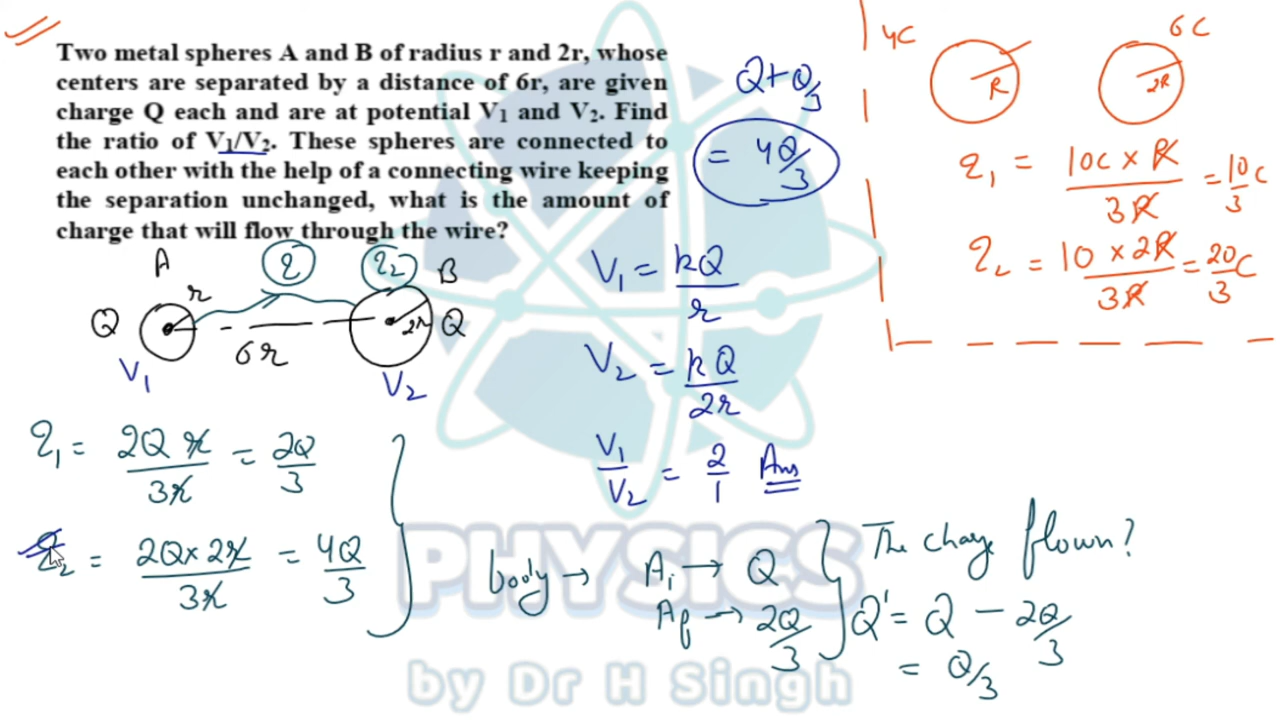 Two metal spheres A and B of radius r and 2r, whose
centers are separated by a distance of 6r, are given
charge Q each and are at potential V₁ and V₂. Find
the ratio of V₁/V₂. These spheres are connected to
each other with the help of a connecting wire keeping
the separation unchanged, what is the amount of
charge that will flow through the wire?
Q + Q/3
= 4Q/3
4C
6C
R
2R
q₁ = 10C × R / 3R = 10C/3
q₂ = 10 × 2R / 3R = 20C/3
A
q
q₂
B
r
Q
6r
2r
Q
V₁
V₂
V₁ = kQ/r
V₂ = kQ/2r
V₁/V₂ = 2/1 Ans
q₁ = 2Q r / 3r = 2Q/3
= 2Q × 2r / 3r = 4Q/3
body → Ai → Q
Af → 2Q/3
The charge flown?
Q' = Q − 2Q/3
= Q/3
PHYSICS
by Dr H Singh